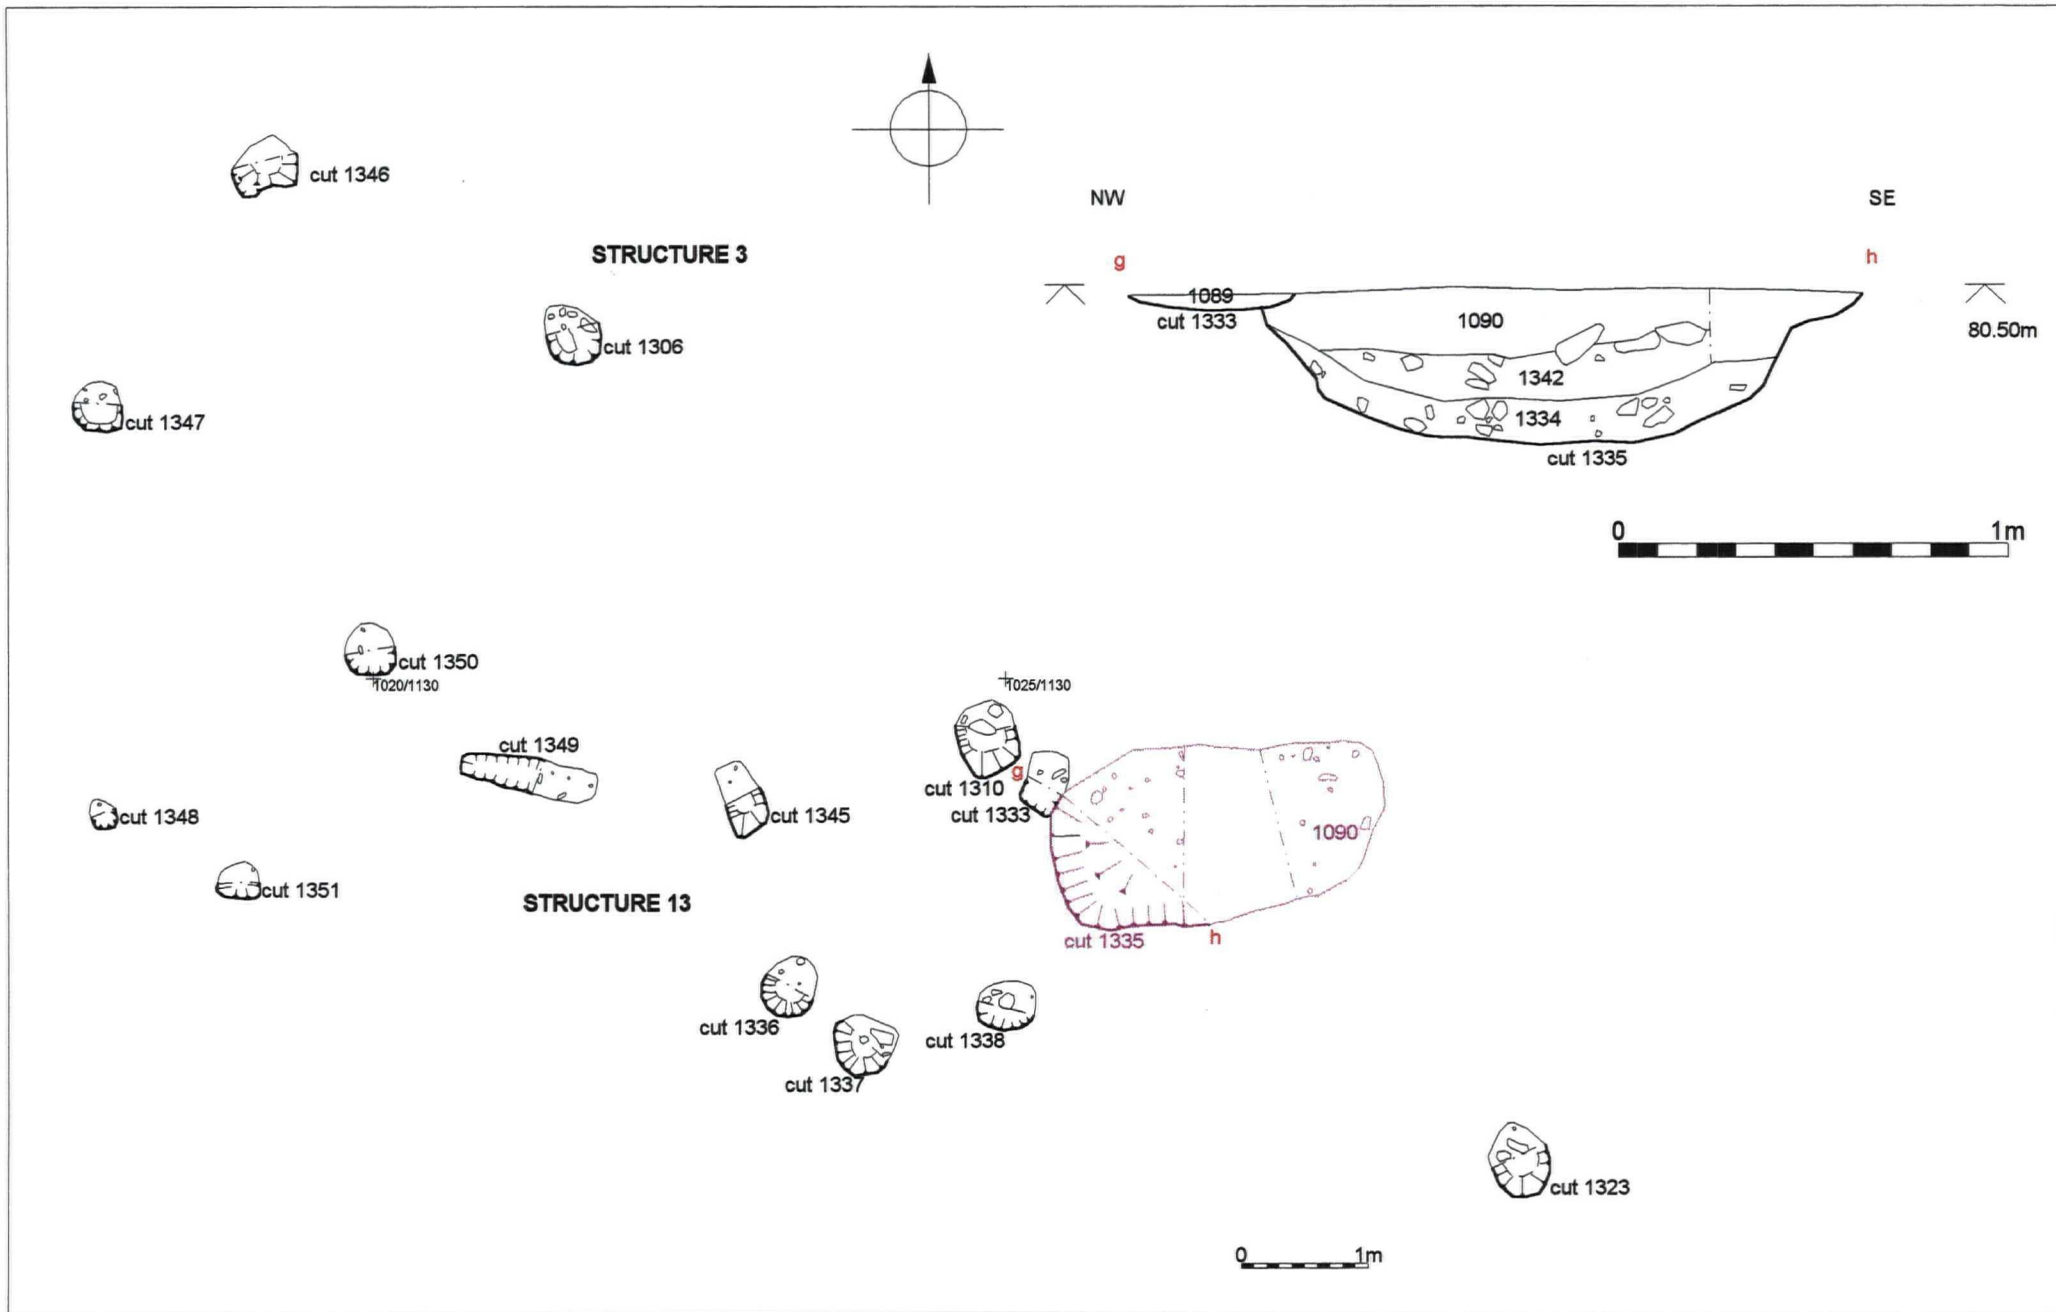 cut 1346
NW
SE
STRUCTURE 3
g
h
1089
cut 1333
1090
80.50m
cut 1306
1342
cut 1347
1334
cut 1335
0
1m
cut 1350
1020/1130
1025/1130
cut 1349
g
cut 1310
cut 1348
cut 1345
cut 1333
1090
cut 1351
STRUCTURE 13
cut 1335
h
cut 1336
cut 1338
cut 1337
cut 1323
0
1m